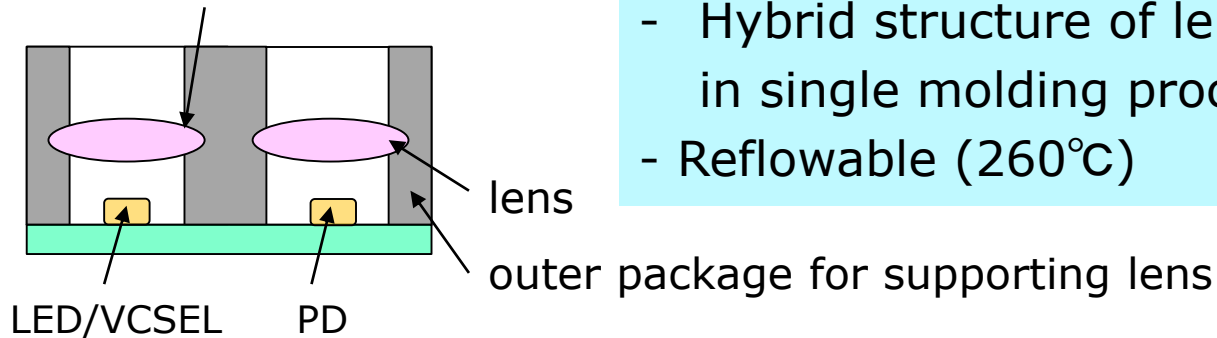 - Hybrid structure of le
in single molding proc
- Reflowable (260℃)
lens
outer package for supporting lens
LED/VCSEL PD